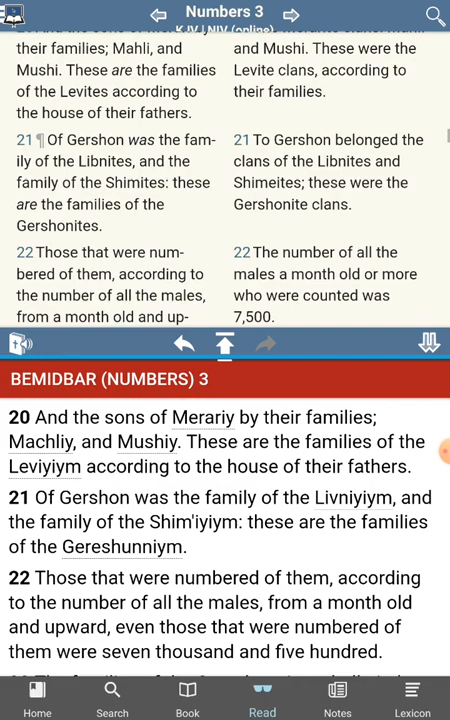 Numbers 3
KJV | NIV (online)
their families; Mahli, and
Mushi. These are the families
of the Levites according to
the house of their fathers.
21 ¶ Of Gershon was the fam-
ily of the Libnites, and the
family of the Shimites: these
are the families of the
Gershonites.
22 Those that were num-
bered of them, according to
the number of all the males,
from a month old and up-
and Mushi. These were the
Levite clans, according to
their families.
21 To Gershon belonged the
clans of the Libnites and
Shimeites; these were the
Gershonite clans.
22 The number of all the
males a month old or more
who were counted was
7,500.
BEMIDBAR (NUMBERS) 3
20 And the sons of Merariy by their families;
Machliy, and Mushiy. These are the families of the
Leviyiym according to the house of their fathers.
21 Of Gershon was the family of the Livniyiym, and
the family of the Shim'iyiym: these are the families
of the Gereshunniym.
22 Those that were numbered of them, according
to the number of all the males, from a month old
and upward, even those that were numbered of
them were seven thousand and five hundred.
Home
Search
Book
Read
Notes
Lexicon